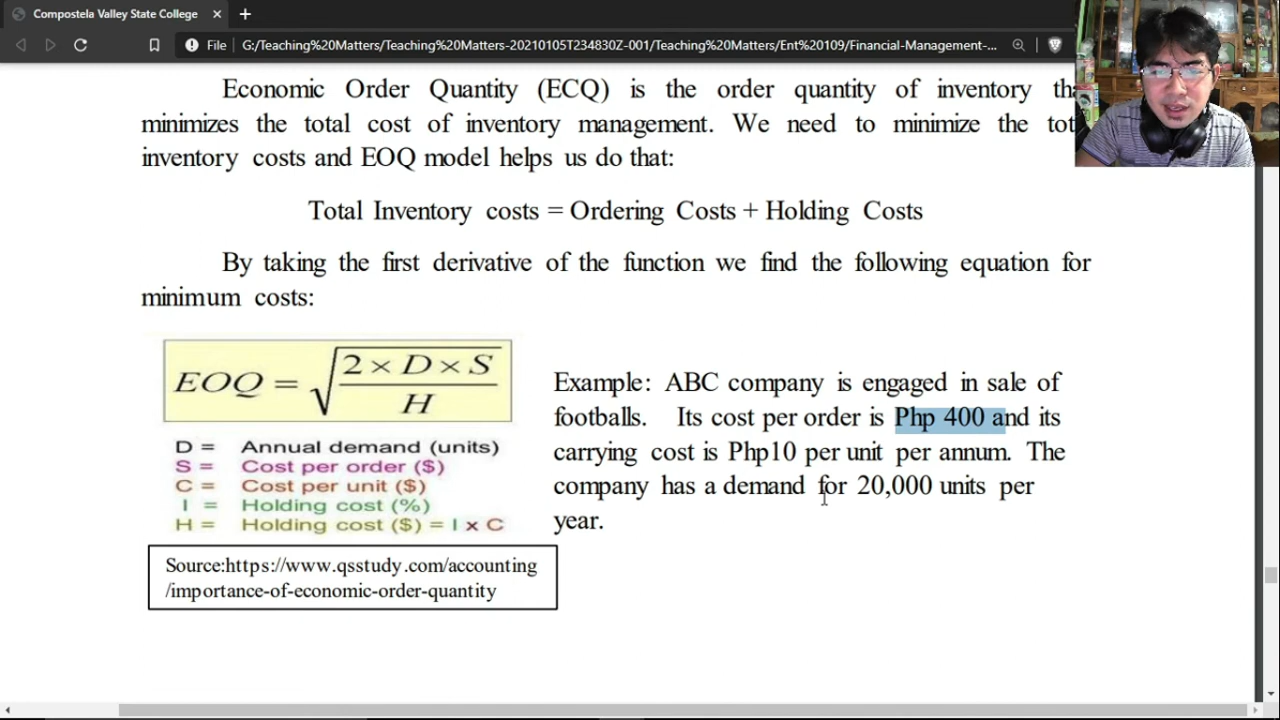 Compostela Valley State College
File G:/Teaching%20Matters/Teaching%20Matters-20210105T234830Z-001/Teaching%20Matters/Ent%20109/Financial-Management-...
Economic Order Quantity (ECQ) is the order quantity of inventory tha
minimizes the total cost of inventory management. We need to minimize the tot
inventory costs and EOQ model helps us do that:
Total Inventory costs = Ordering Costs + Holding Costs
By taking the first derivative of the function we find the following equation for
minimum costs:
EOQ = √(2 × D × S / H)
D = Annual demand (units)
S = Cost per order ($)
C = Cost per unit ($)
I = Holding cost (%)
H = Holding cost ($) = I x C
Source:https://www.qsstudy.com/accounting
/importance-of-economic-order-quantity
Example: ABC company is engaged in sale of
footballs. Its cost per order is Php 400 and its
carrying cost is Php10 per unit per annum. The
company has a demand for 20,000 units per
year.